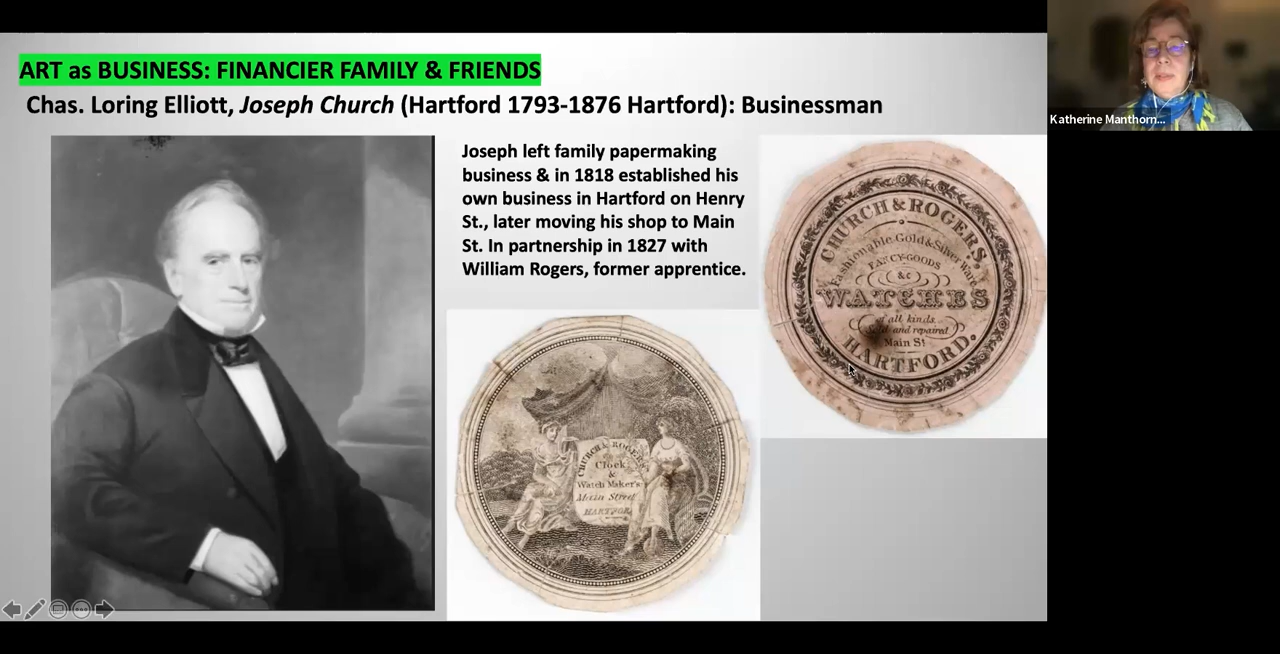 ART as BUSINESS: FINANCIER FAMILY & FRIENDS
Chas. Loring Elliott, Joseph Church (Hartford 1793-1876 Hartford): Businessman
Joseph left family papermaking
business & in 1818 established his
own business in Hartford on Henry
St., later moving his shop to Main
St. In partnership in 1827 with
William Rogers, former apprentice.
CHURCH & ROGERS
Clock
&
Watch Makers
Main Street
HARTFORD
CHURCH & ROGERS,
Fashionable Gold & Silver Ware
FANCY-GOODS
&c
WATCHES
of all kinds
Sold and repaired
Main St
HARTFORD.
Katherine Manthorn...